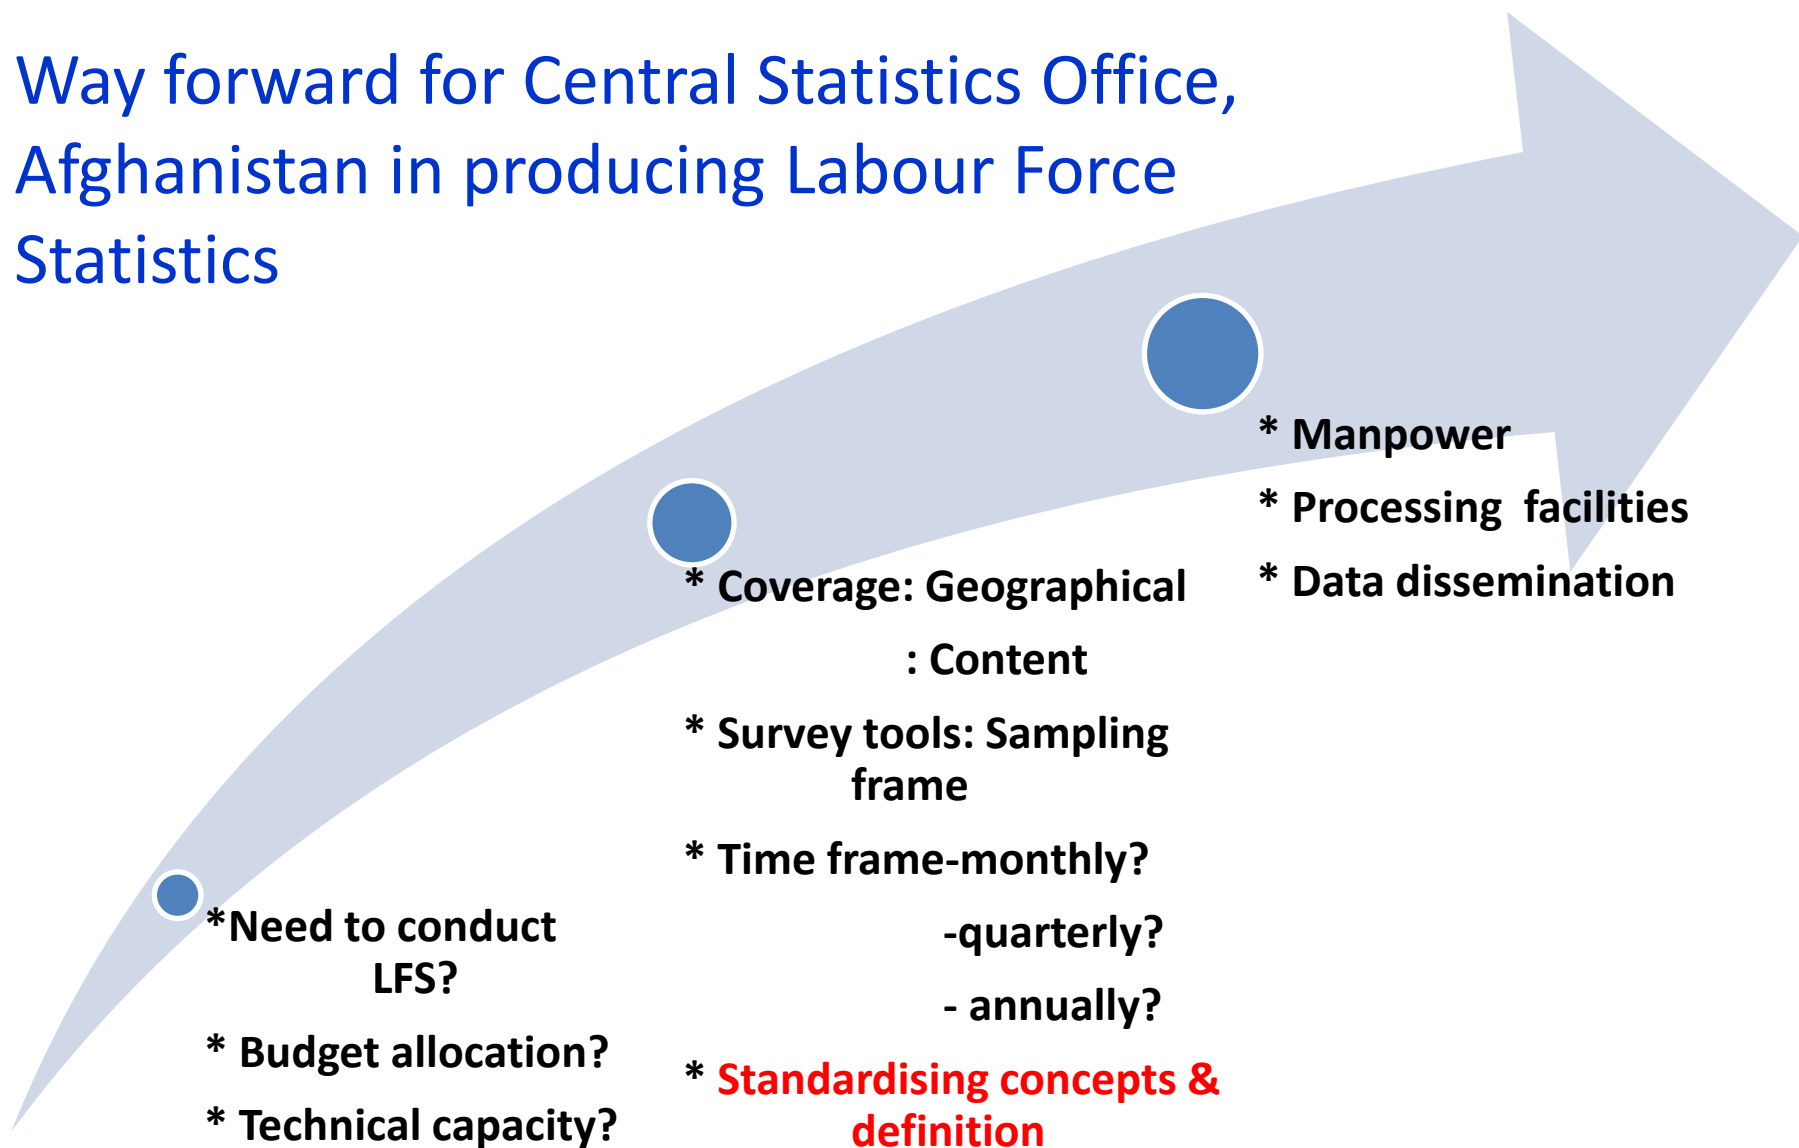 Way forward for Central Statistics Office,
Afghanistan in producing Labour Force
Statistics
*Need to conduct
LFS?
* Budget allocation?
* Technical capacity?
* Coverage: Geographical
: Content
* Survey tools: Sampling
frame
* Time frame-monthly?
-quarterly?
- annually?
* Standardising concepts &
definition
* Manpower
* Processing  facilities
* Data dissemination